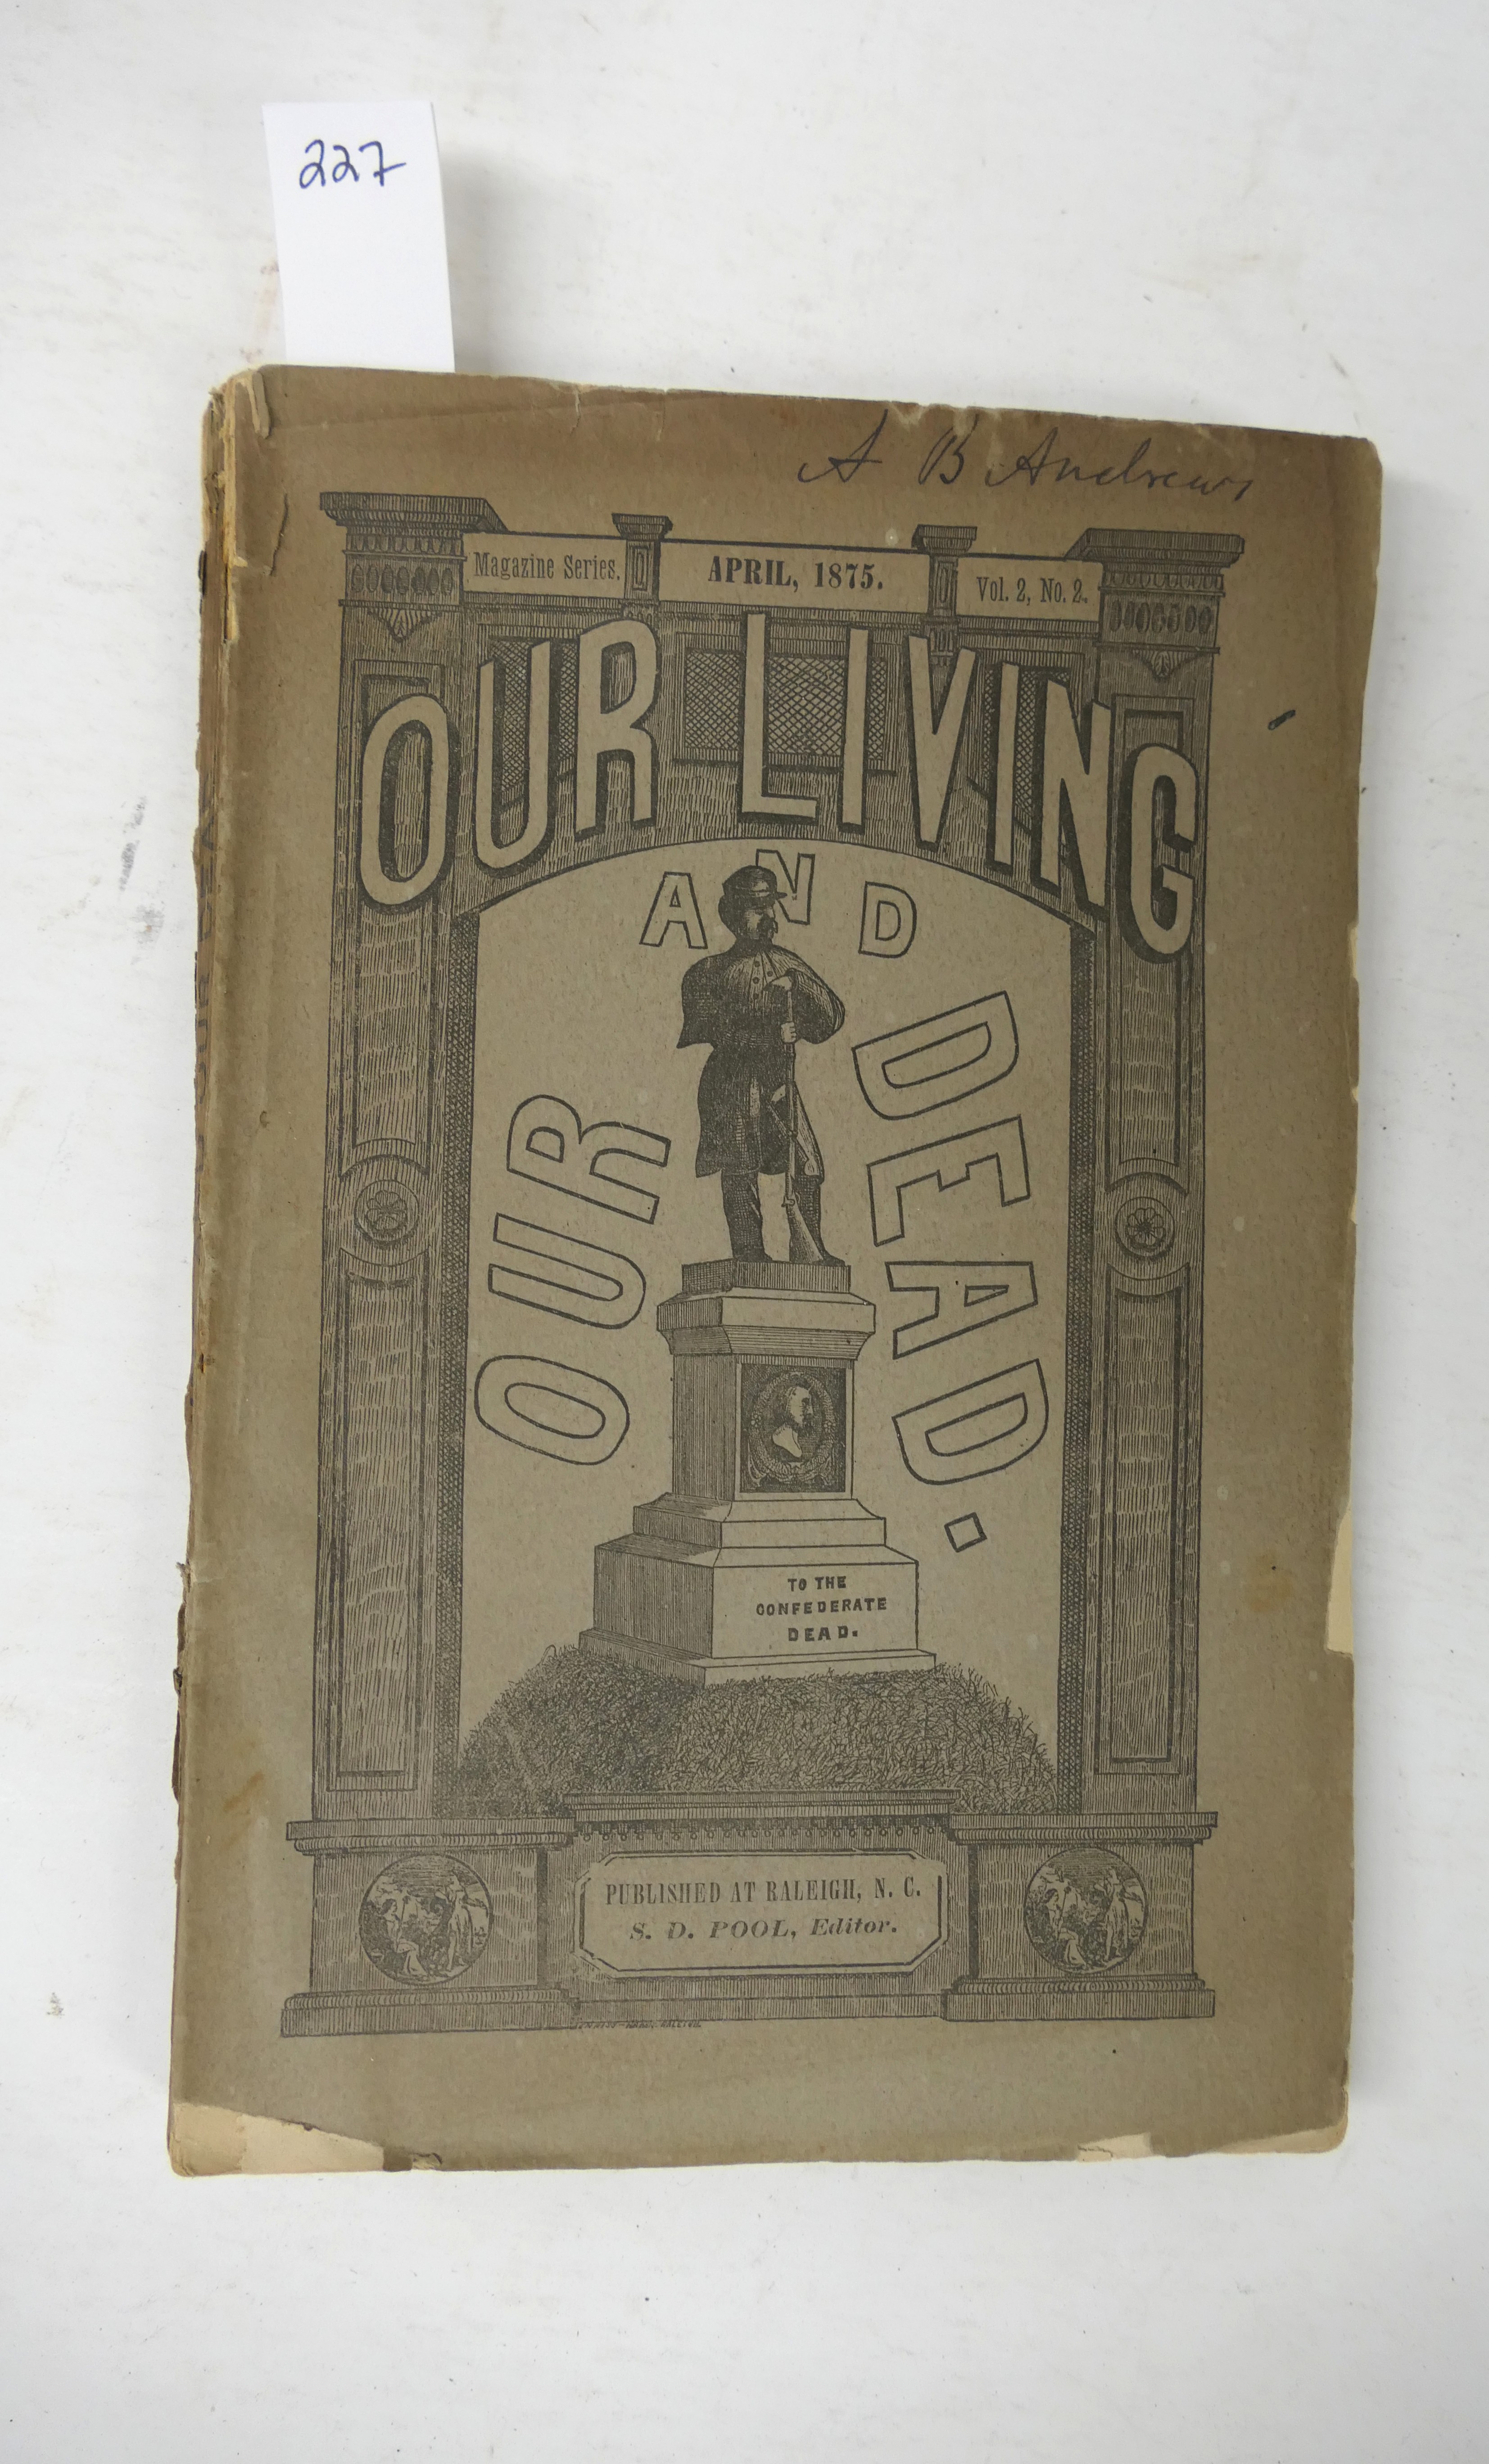 227
A B Andrews
Magazine Series.
APRIL, 1875.
Vol. 2, No. 2.
OUR LIVING
AND
OUR DEAD.
TO THE
CONFEDERATE
DEAD.
PUBLISHED AT RALEIGH, N. C.
S. D. POOL, Editor.